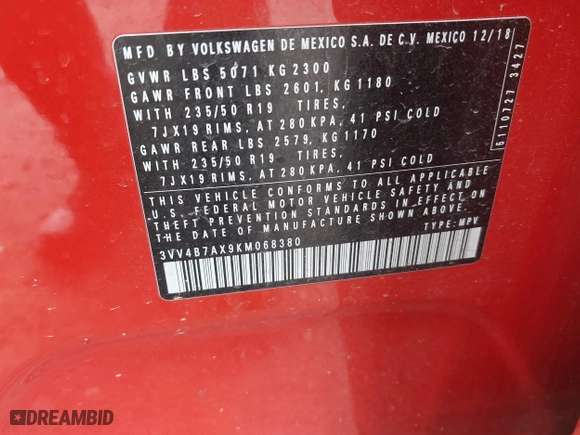 MFD BY VOLKSWAGEN DE MEXICO S.A. DE C.V. MEXICO 12/18
GVWR LBS 5071 KG 2300
GAWR FRONT LBS 2601, KG 1180
WITH 235/50 R19 TIRES,
7JX19 RIMS, AT 280 KPA, 41 PSI COLD
GAWR REAR LBS 2579, KG 1170
WITH 235/50 R19 TIRES,
7JX19 RIMS, AT 280 KPA, 41 PSI COLD
THIS VEHICLE CONFORMS TO ALL APPLICABLE
U.S. FEDERAL MOTOR VEHICLE SAFETY AND
THEFT PREVENTION STANDARDS IN EFFECT ON
THE DATE OF MANUFACTURE SHOWN ABOVE.
3VV4B7AX9KM068380 TYPE: MPV
5110727 3427
DREAMBID